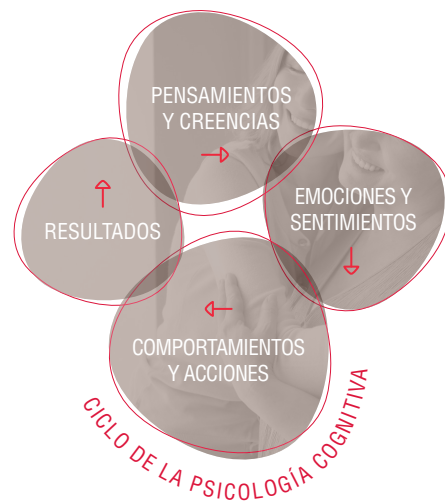 PENSAMIENTOS
Y CREENCIAS
EMOCIONES Y
SENTIMIENTOS
RESULTADOS
COMPORTAMIENTOS
Y ACCIONES
CICLO DE LA PSICOLOGÍA COGNITIVA